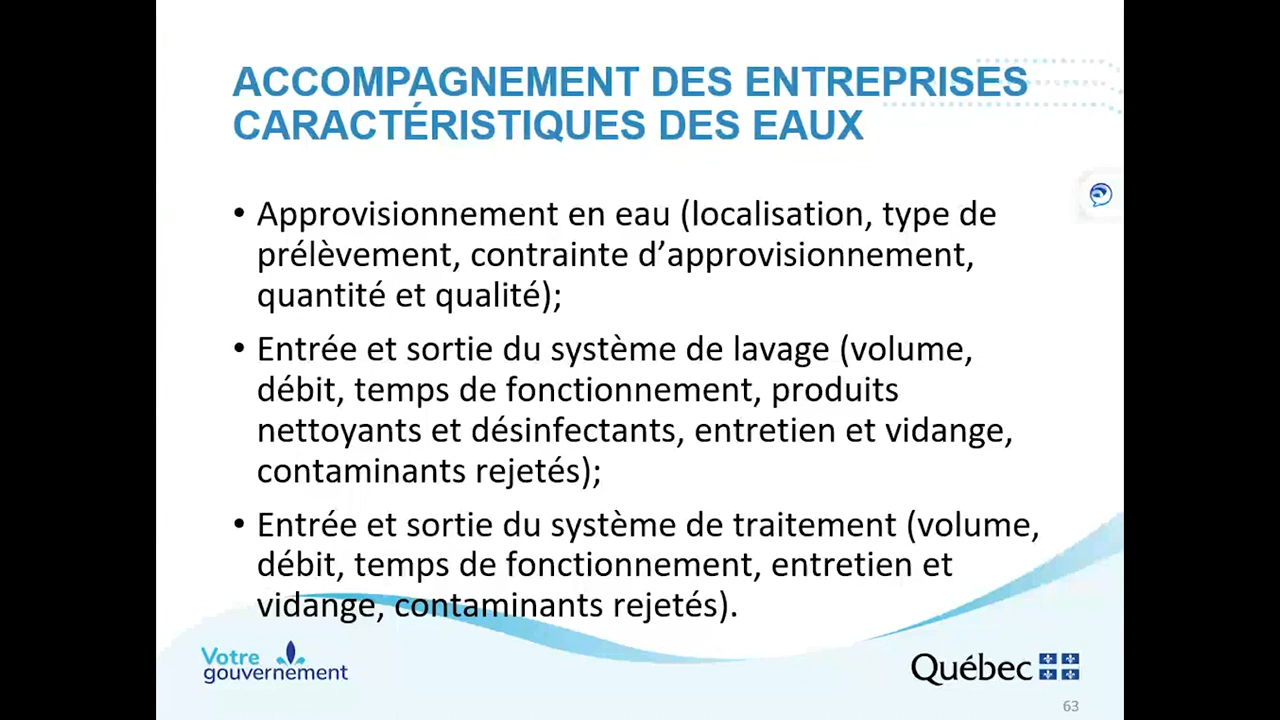 ACCOMPAGNEMENT DES ENTREPRISES
CARACTÉRISTIQUES DES EAUX
• Approvisionnement en eau (localisation, type de
prélèvement, contrainte d’approvisionnement,
quantité et qualité);
• Entrée et sortie du système de lavage (volume,
débit, temps de fonctionnement, produits
nettoyants et désinfectants, entretien et vidange,
contaminants rejetés);
• Entrée et sortie du système de traitement (volume,
débit, temps de fonctionnement, entretien et
vidange, contaminants rejetés).
Votre
gouvernement
Québec
63